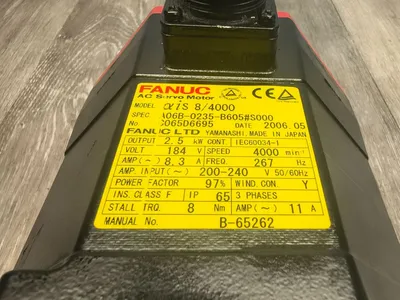 FANUC
AC Servo Motor
MODEL αiS 8/4000
SPEC. A06B-0235-B605#S000
No. C065D6695 DATE 2006.05
FANUC LTD YAMANASHI. MADE IN JAPAN
OUTPUT 2.5 kW CONT. IEC60034-1
VOLT 184 V SPEED 4000 min⁻¹
AMP(~) 8.3 A FREQ. 267 Hz
AMP. INPUT(~) 200-240 V 50/60Hz
POWER FACTOR 97% WIND.CON. Y
INS. CLASS F IP 65 3 PHASES
STALL TRQ. 8 Nm AMP(~) 11 A
MANUAL No. B-65262